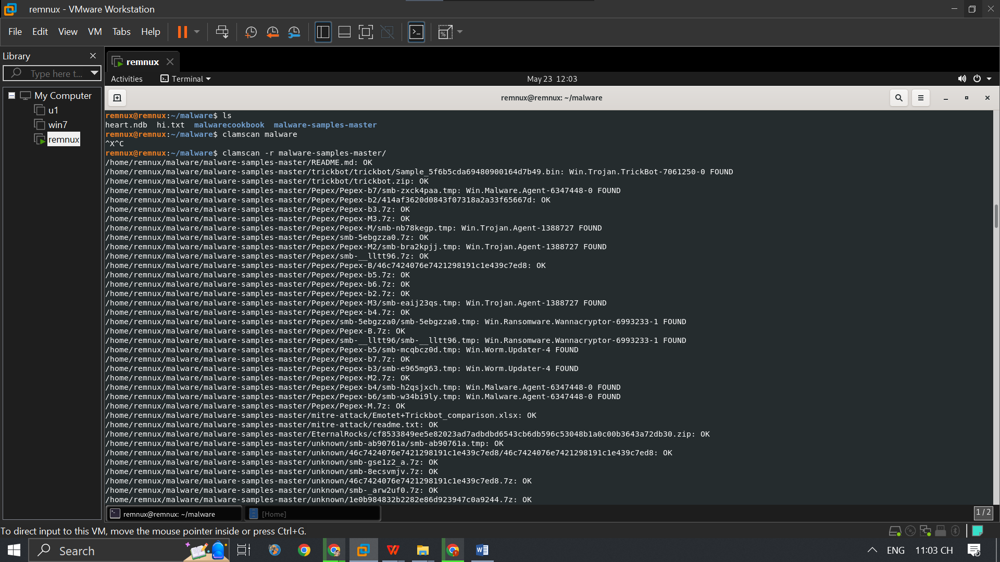 remnux - VMware Workstation
File Edit View VM Tabs Help
Library
remnux
Type here t...
Activities Terminal May 23 12:03
My Computer
u1
win7
remnux
remnux@remnux: ~/malware
remnux@remnux:~/malware$ ls
heart.ndb hi.txt malwarecookbook malware-samples-master
remnux@remnux:~/malware$ clamscan malware
^X^C
remnux@remnux:~/malware$ clamscan -r malware-samples-master/
/home/remnux/malware/malware-samples-master/README.md: OK
/home/remnux/malware/malware-samples-master/trickbot/trickbot/Sample_5f6b5cda69480900164d7b49.bin: Win.Trojan.TrickBot-7061250-0 FOUND
/home/remnux/malware/malware-samples-master/trickbot/trickbot.zip: OK
/home/remnux/malware/malware-samples-master/Pepex/Pepex-b7/smb-zxck4paa.tmp: Win.Malware.Agent-6347448-0 FOUND
/home/remnux/malware/malware-samples-master/Pepex/Pepex-b2/414af3620d0843f07318a2a33f65667d: OK
/home/remnux/malware/malware-samples-master/Pepex/Pepex-b3.7z: OK
/home/remnux/malware/malware-samples-master/Pepex/Pepex-M3.7z: OK
/home/remnux/malware/malware-samples-master/Pepex/Pepex-M/smb-nb78kegp.tmp: Win.Trojan.Agent-1388727 FOUND
/home/remnux/malware/malware-samples-master/Pepex/smb-5ebgzza0.7z: OK
/home/remnux/malware/malware-samples-master/Pepex/Pepex-M2/smb-bra2kpjj.tmp: Win.Trojan.Agent-1388727 FOUND
/home/remnux/malware/malware-samples-master/Pepex/smb-__lltt96.7z: OK
/home/remnux/malware/malware-samples-master/Pepex/Pepex-B/46c7424076e7421298191c1e439c7ed8: OK
/home/remnux/malware/malware-samples-master/Pepex/Pepex-b5.7z: OK
/home/remnux/malware/malware-samples-master/Pepex/Pepex-b6.7z: OK
/home/remnux/malware/malware-samples-master/Pepex/Pepex-b2.7z: OK
/home/remnux/malware/malware-samples-master/Pepex/Pepex-M3/smb-eaij23qs.tmp: Win.Trojan.Agent-1388727 FOUND
/home/remnux/malware/malware-samples-master/Pepex/Pepex-b4.7z: OK
/home/remnux/malware/malware-samples-master/Pepex/smb-5ebgzza0/smb-5ebgzza0.tmp: Win.Ransomware.Wannacryptor-6993233-1 FOUND
/home/remnux/malware/malware-samples-master/Pepex/Pepex-B.7z: OK
/home/remnux/malware/malware-samples-master/Pepex/smb-__lltt96/smb-__lltt96.tmp: Win.Ransomware.Wannacryptor-6993233-1 FOUND
/home/remnux/malware/malware-samples-master/Pepex/Pepex-b5/smb-mcqbcz0d.tmp: Win.Worm.Updater-4 FOUND
/home/remnux/malware/malware-samples-master/Pepex/Pepex-b7.7z: OK
/home/remnux/malware/malware-samples-master/Pepex/Pepex-b3/smb-e965mg63.tmp: Win.Worm.Updater-4 FOUND
/home/remnux/malware/malware-samples-master/Pepex/Pepex-M2.7z: OK
/home/remnux/malware/malware-samples-master/Pepex/Pepex-b4/smb-h2qsjxch.tmp: Win.Malware.Agent-6347448-0 FOUND
/home/remnux/malware/malware-samples-master/Pepex/Pepex-b6/smb-w34bi9ly.tmp: Win.Malware.Agent-6347448-0 FOUND
/home/remnux/malware/malware-samples-master/Pepex/Pepex-M.7z: OK
/home/remnux/malware/malware-samples-master/mitre-attack/Emotet+Trickbot_comparison.xlsx: OK
/home/remnux/malware/malware-samples-master/mitre-attack/readme.txt: OK
/home/remnux/malware/malware-samples-master/EternalRocks/cf8533849ee5e82023ad7adbdbd6543cb6db596c53048b1a0c00b3643a72db30.zip: OK
/home/remnux/malware/malware-samples-master/unknown/smb-ab90761a/smb-ab90761a.tmp: OK
/home/remnux/malware/malware-samples-master/unknown/46c7424076e7421298191c1e439c7ed8/46c7424076e7421298191c1e439c7ed8: OK
/home/remnux/malware/malware-samples-master/unknown/smb-gse1z2_a.7z: OK
/home/remnux/malware/malware-samples-master/unknown/smb-8ecsvmjv.7z: OK
/home/remnux/malware/malware-samples-master/unknown/46c7424076e7421298191c1e439c7ed8.7z: OK
/home/remnux/malware/malware-samples-master/unknown/smb-_arw2uf0.7z: OK
/home/remnux/malware/malware-samples-master/unknown/1e0b984832b2282e86d923947c0a9244.7z: OK
remnux@remnux: ~/malware [Home] 1 / 2
To direct input to this VM, move the mouse pointer inside or press Ctrl+G.
Search ENG 11:03 CH